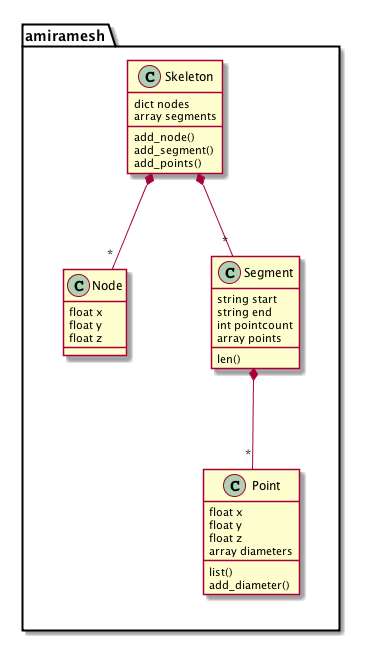 amiramesh
C Skeleton
dict nodes
array segments
add_node()
add_segment()
add_points()
*
*
C Node
float x
float y
float z
C Segment
string start
string end
int pointcount
array points
len()
*
C Point
float x
float y
float z
array diameters
list()
add_diameter()